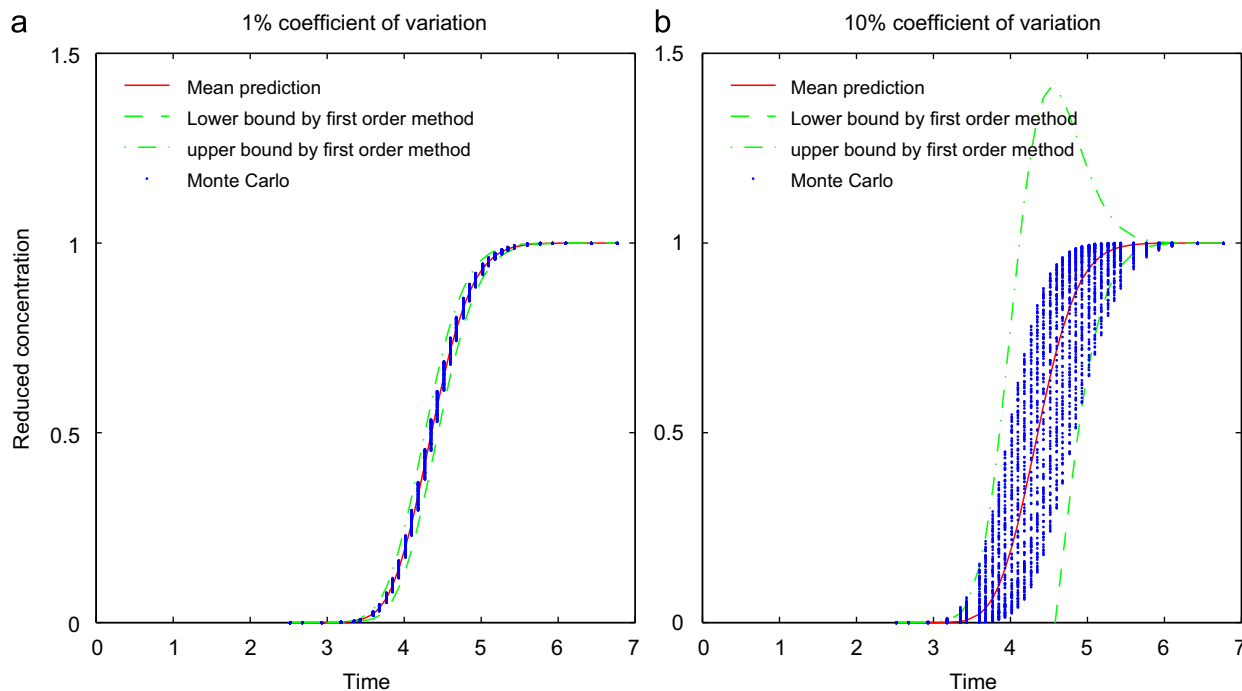 a
1% coefficient of variation
1.5
Mean prediction
Lower bound by first order method
upper bound by first order method
Monte Carlo
1
0.5
0
Reduced concentration
0 1 2 3 4 5 6 7
Time
b
10% coefficient of variation
1.5
Mean prediction
Lower bound by first order method
upper bound by first order method
Monte Carlo
1
0.5
0
0 1 2 3 4 5 6 7
Time